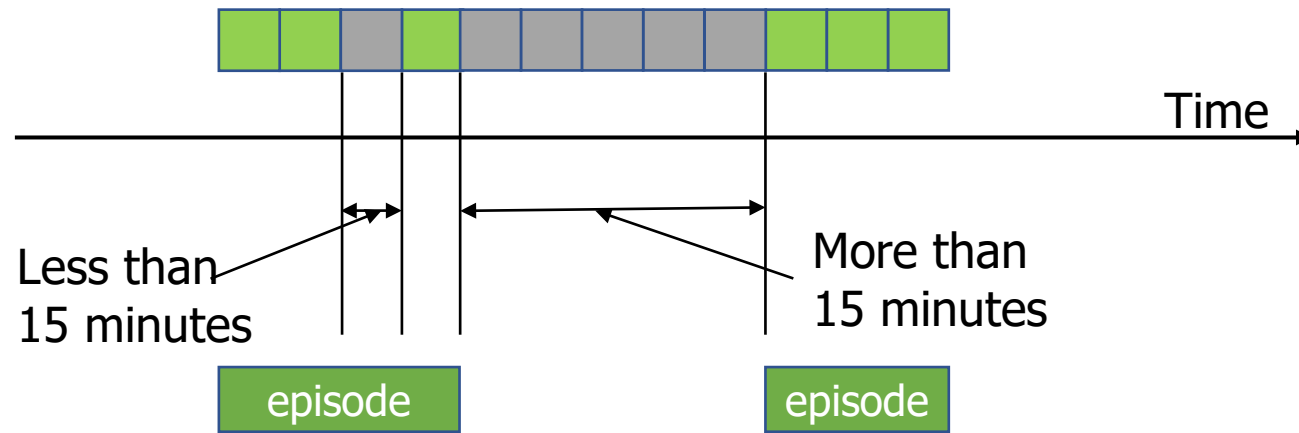 Time
Less than
15 minutes
More than
15 minutes
episode
episode